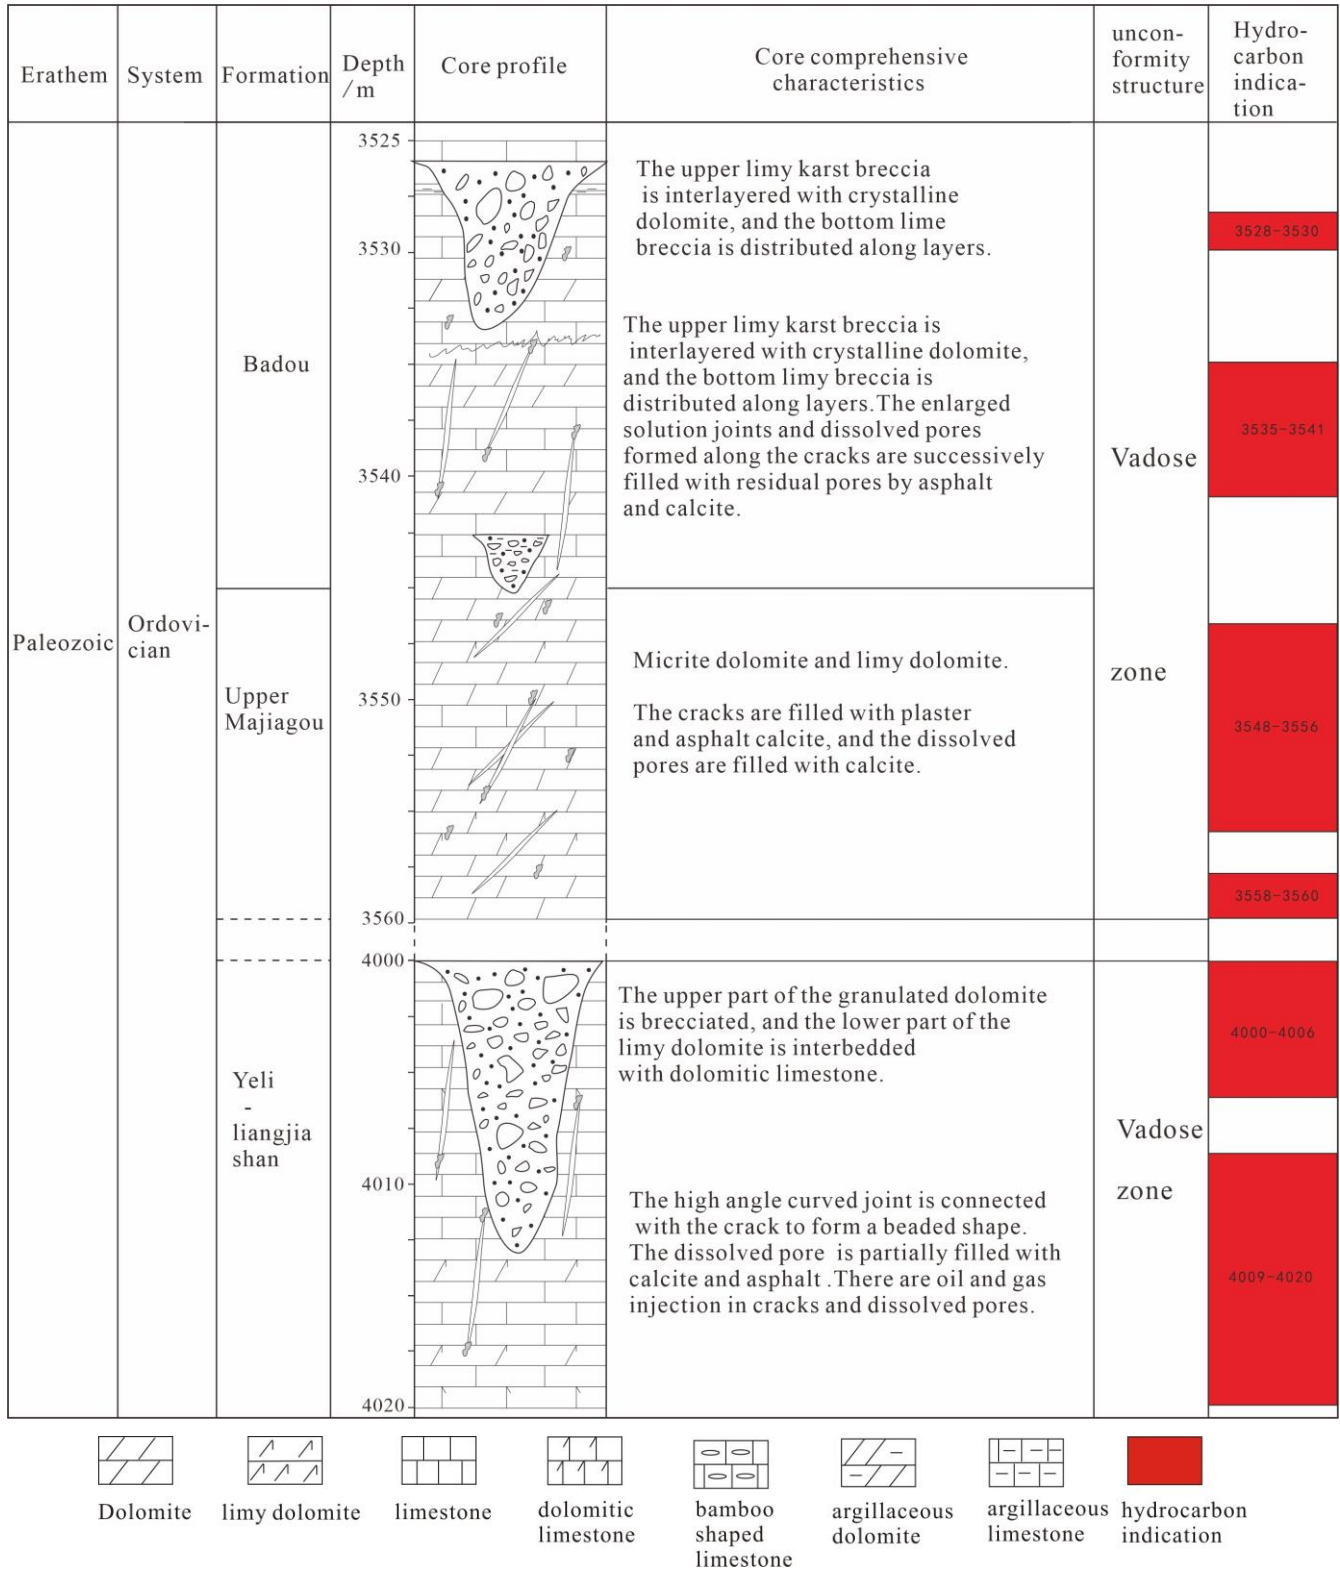 Erathem
System
Formation
Depth
/m
Core profile
Core comprehensive
characteristics
uncon-
formity
structure
Hydro-
carbon
indica-
tion
Paleozoic
Ordovi-
cian
Badou
Upper
Majiagou
Yeli
-
liangjia
shan
3525
3530
3540
3550
3560
4000
4010
4020
The upper limy karst breccia
is interlayered with crystalline
dolomite, and the bottom lime
breccia is distributed along layers.
The upper limy karst breccia is
interlayered with crystalline dolomite,
and the bottom limy breccia is
distributed along layers.The enlarged
solution joints and dissolved pores
formed along the cracks are successively
filled with residual pores by asphalt
and calcite.
Micrite dolomite and limy dolomite.
The cracks are filled with plaster
and asphalt calcite, and the dissolved
pores are filled with calcite.
The upper part of the granulated dolomite
is brecciated, and the lower part of the
limy dolomite is interbedded
with dolomitic limestone.
The high angle curved joint is connected
with the crack to form a beaded shape.
The dissolved pore is partially filled with
calcite and asphalt .There are oil and gas
injection in cracks and dissolved pores.
Vadose
zone
Vadose
zone
3528-3530
3535-3541
3548-3556
3558-3560
4000-4006
4009-4020
Dolomite
limy dolomite
limestone
dolomitic
limestone
bamboo
shaped
limestone
argillaceous
dolomite
argillaceous
limestone
hydrocarbon
indication